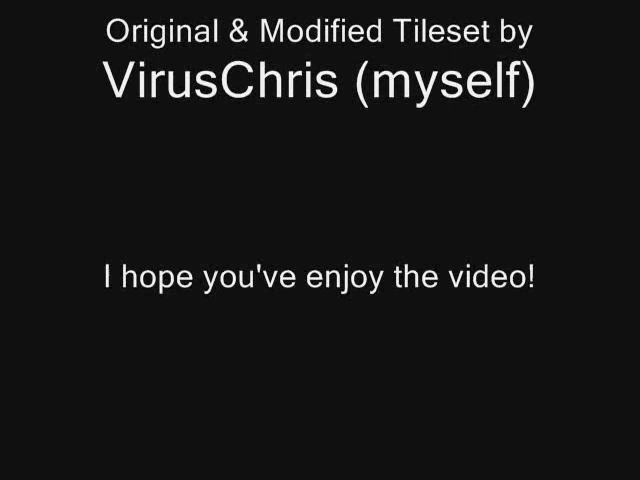 Original & Modified Tileset by
VirusChris (myself)
I hope you've enjoy the video!